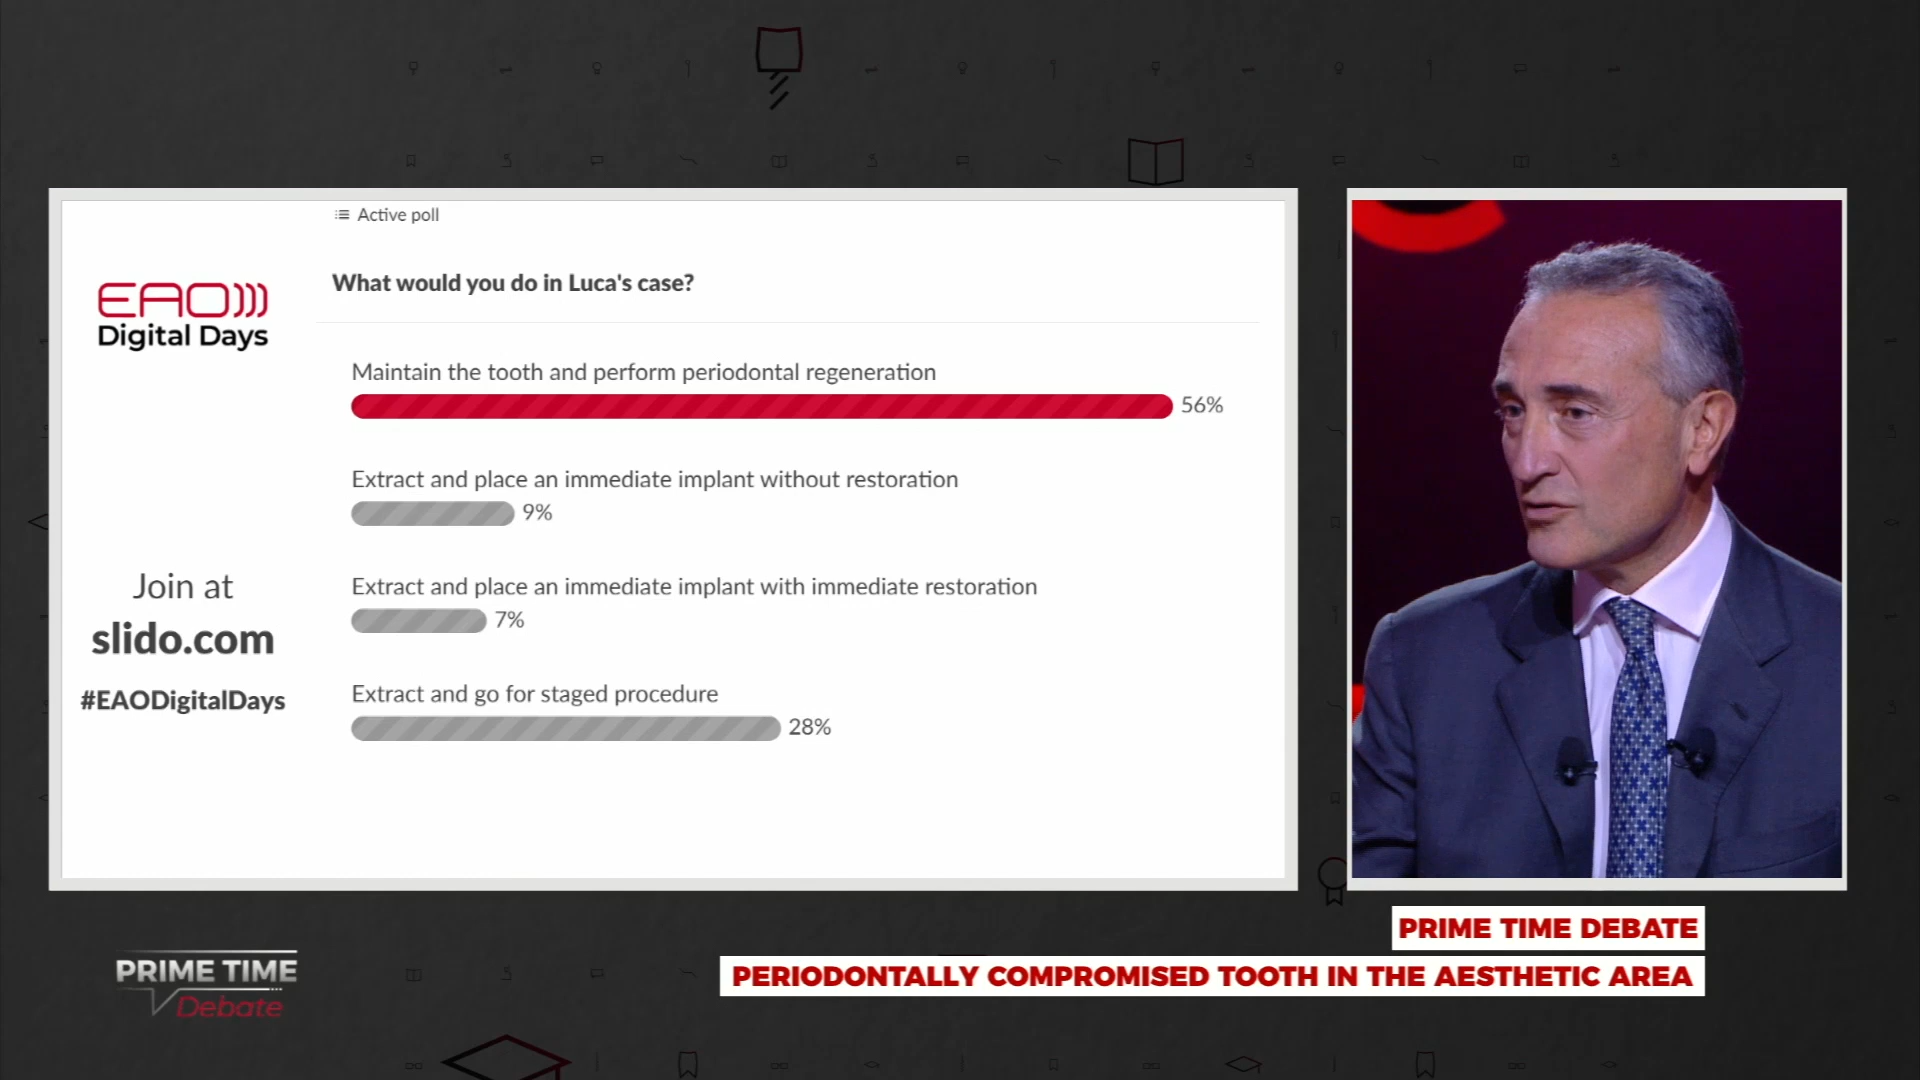 Active poll
EAO)))
Digital Days
What would you do in Luca's case?
Maintain the tooth and perform periodontal regeneration
56%
Extract and place an immediate implant without restoration
9%
Extract and place an immediate implant with immediate restoration
7%
Extract and go for staged procedure
28%
Join at
slido.com
#EAODigitalDays
PRIME TIME DEBATE
PERIODONTALLY COMPROMISED TOOTH IN THE AESTHETIC AREA
PRIME TIME
Debate